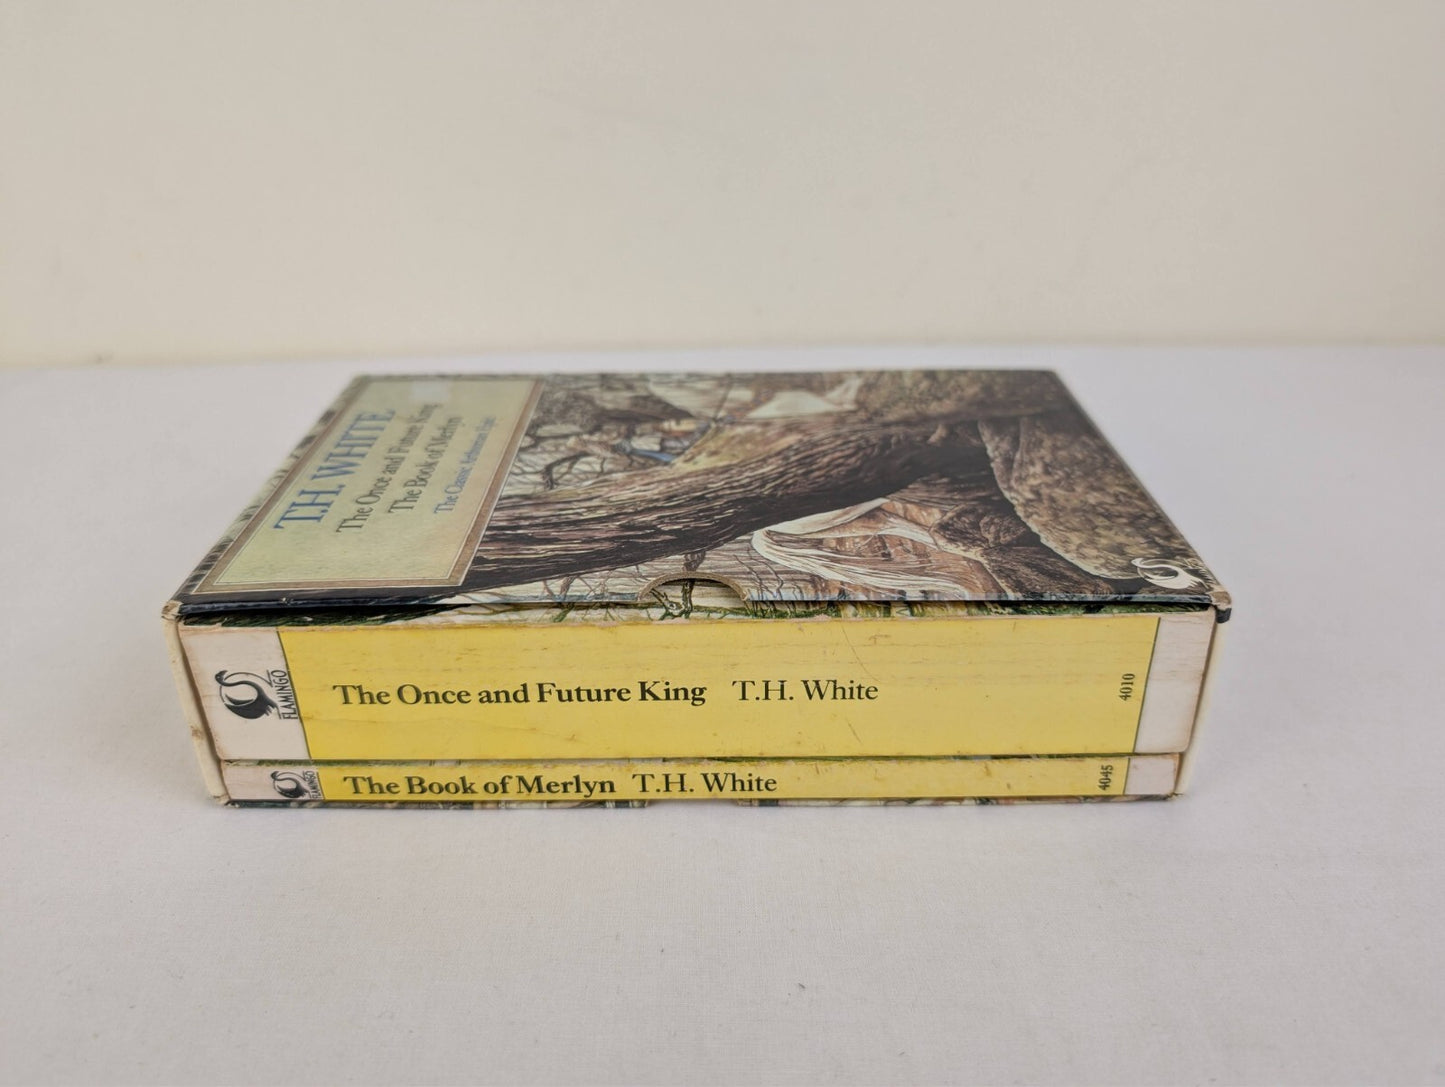 T.H. WHITE
The Once and Future King
The Book of Merlyn
The Classic Arthurian Epic
FLAMINGO
The Once and Future King T.H. White
4010
FLAMINGO
The Book of Merlyn T.H. White
4045